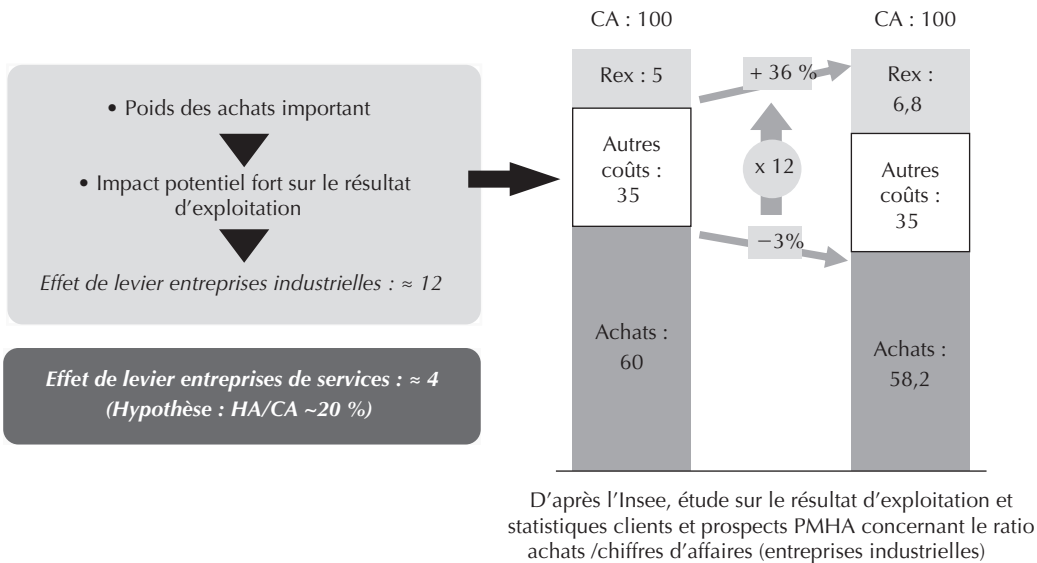 • Poids des achats important
• Impact potentiel fort sur le résultat
d'exploitation
Effet de levier entreprises industrielles : ≈ 12
Effet de levier entreprises de services : ≈ 4
(Hypothèse : HA/CA ~20 %)
CA : 100
Rex : 5
Autres
coûts :
35
Achats :
60
+ 36 %
x 12
−3%
CA : 100
Rex :
6,8
Autres
coûts :
35
Achats :
58,2
D'après l'Insee, étude sur le résultat d'exploitation et
statistiques clients et prospects PMHA concernant le ratio
achats /chiffres d'affaires (entreprises industrielles)